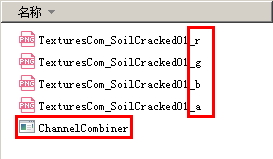 名称
TexturesCom_SoilCracked01_r
TexturesCom_SoilCracked01_g
TexturesCom_SoilCracked01_b
TexturesCom_SoilCracked01_a
ChannelCombiner